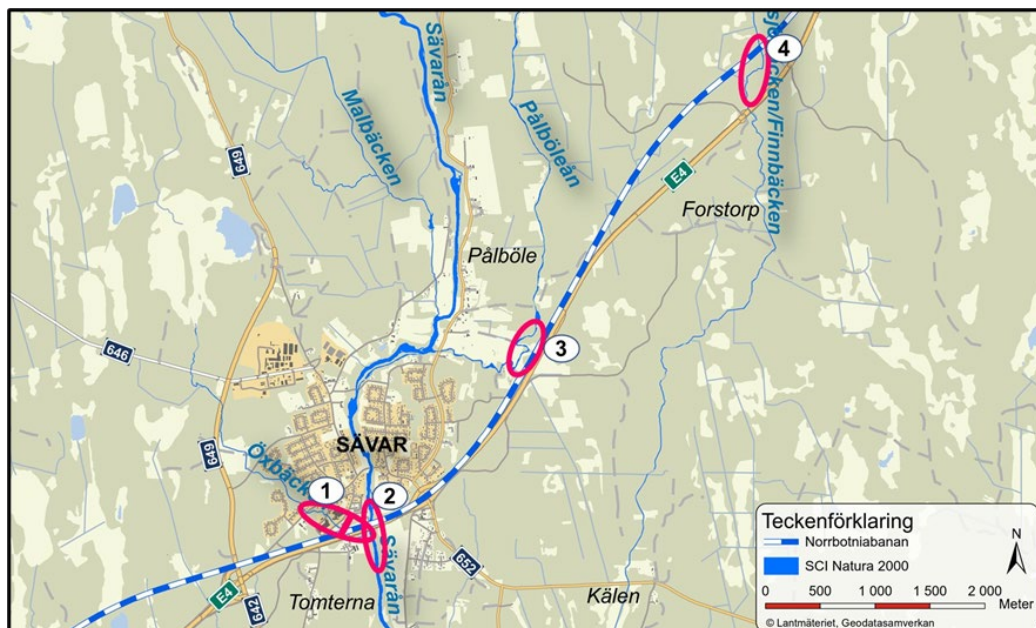 Sävarån
Malbäcken
Pålböleån
4
649
E4
Forstorp
Pålböle
646
3
SÄVAR
649
Öxbäck
1
2
Sävarån
652
E4
642
Tomterna
Kälen
Teckenförklaring
Norrbotniabanan
SCI Natura 2000
N
0 500 1 000 1 500 2 000
Meter
© Lantmäteriet, Geodatasamverkan